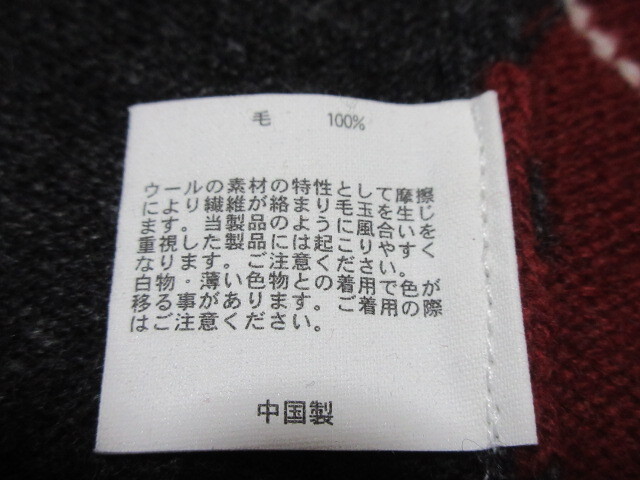 毛 100%
ウールの素材の特性として摩擦
により繊維が絡まり毛玉を生じ
ます。当製品のように風合いを
重視した製品には起こりやすく
なります。ご注意ください。
白物・薄い色物との着用で色が
移る事があります。ご着用の際
はご注意ください。
中国製